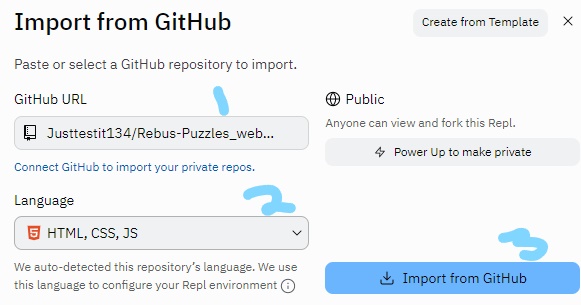 Import from GitHub
Create from Template
Paste or select a GitHub repository to import.
GitHub URL
1
Justtestit134/Rebus-Puzzles_web...
Connect GitHub to import your private repos.
Public
Anyone can view and fork this Repl.
Power Up to make private
Language
2
HTML, CSS, JS
We auto-detected this repository's language. We use
this language to configure your Repl environment
3
Import from GitHub